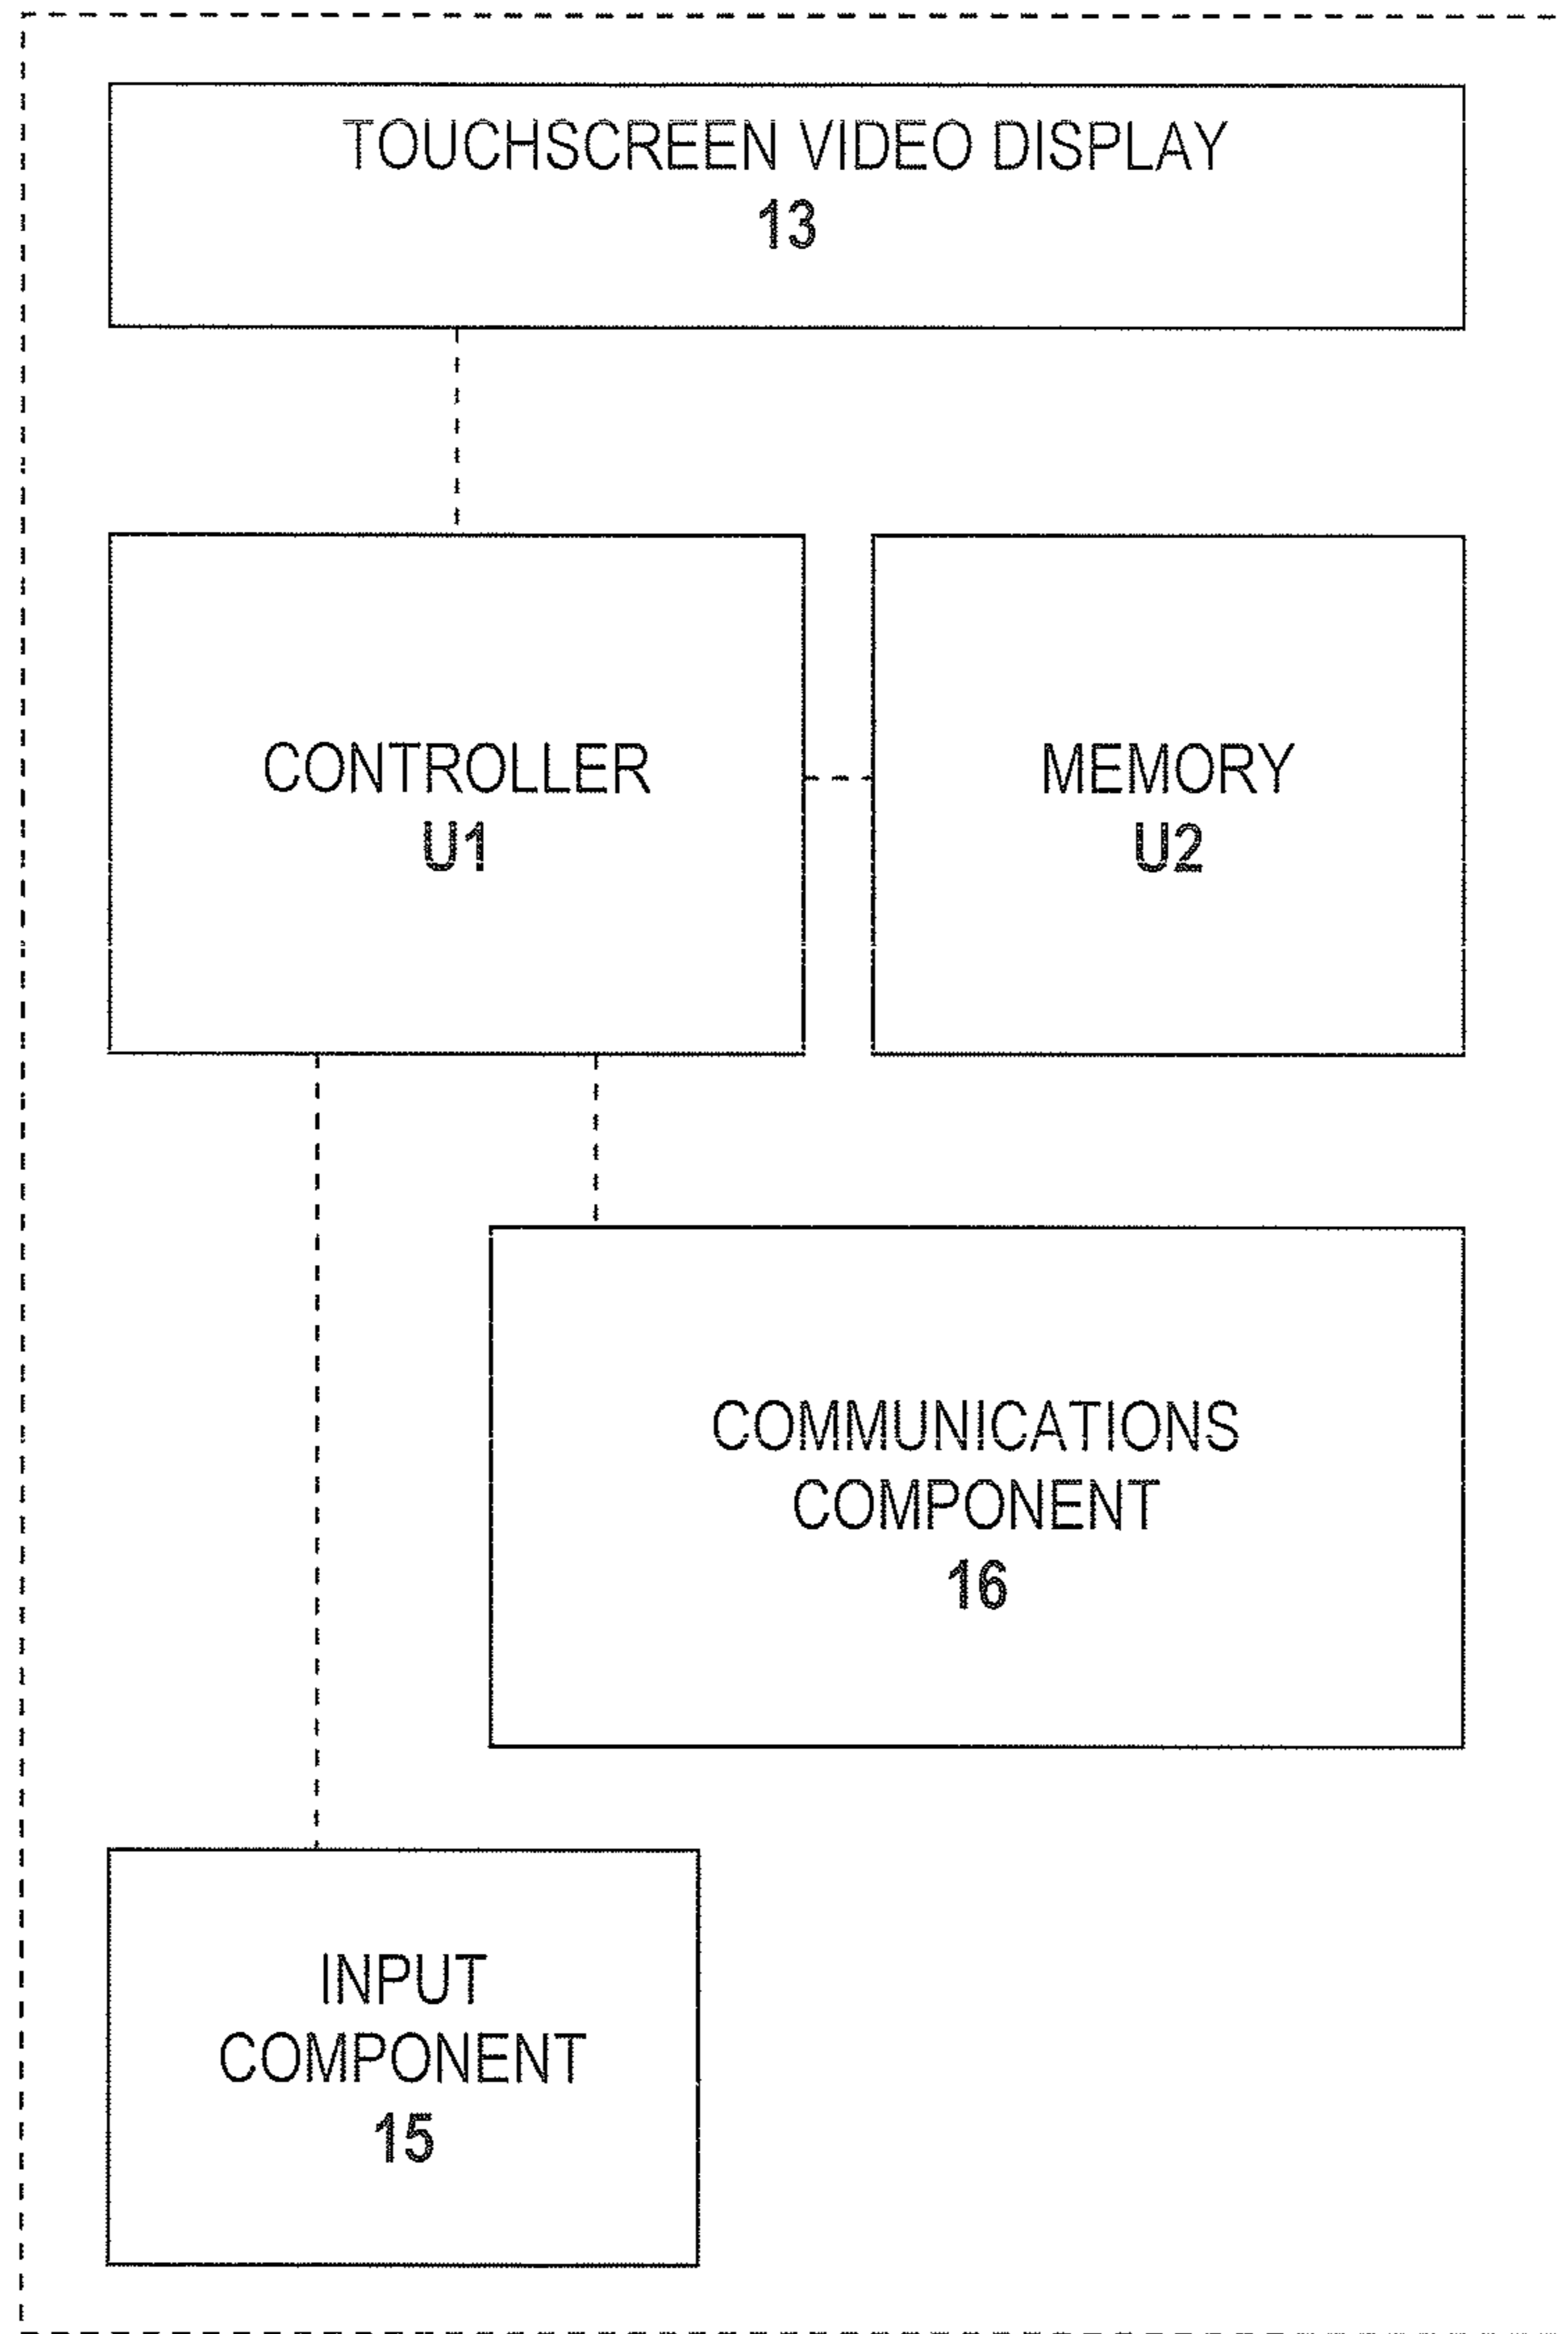 TOUCHSCREEN VIDEO DISPLAY
13
CONTROLLER
U1
MEMORY
U2
COMMUNICATIONS
COMPONENT
16
INPUT
COMPONENT
15